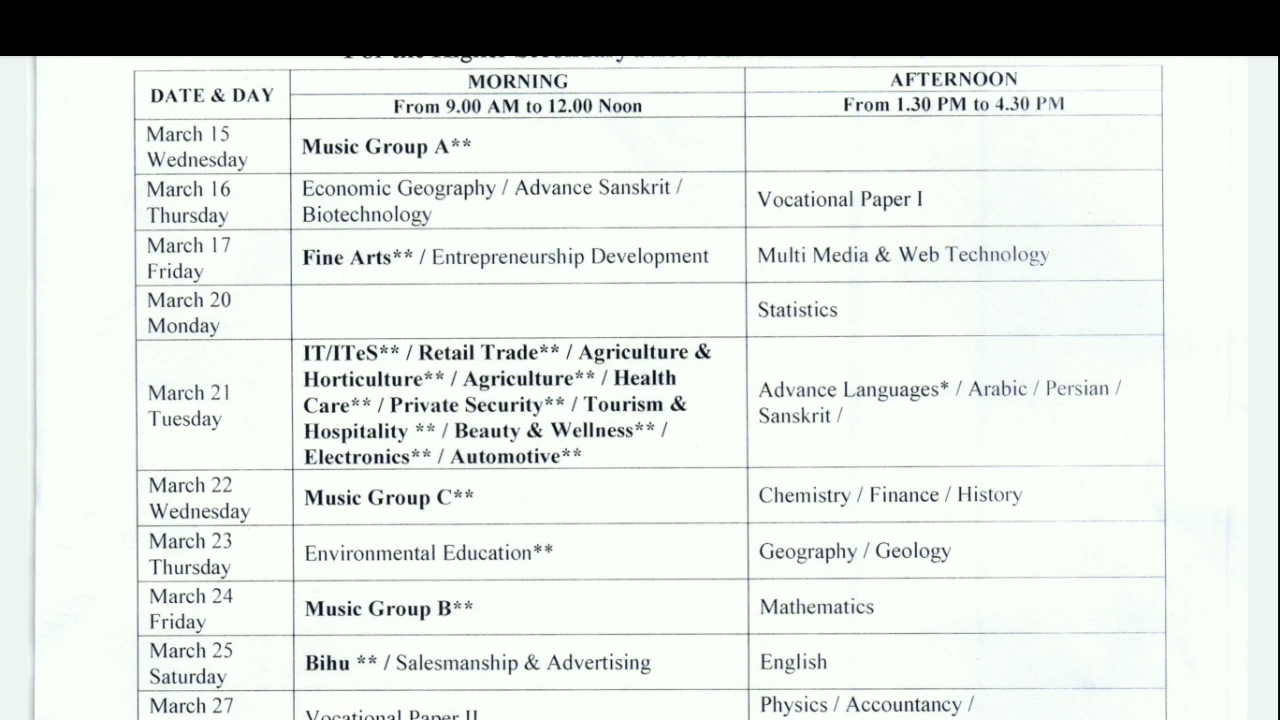 DATE & DAY
MORNING
AFTERNOON
From 9.00 AM to 12.00 Noon
From 1.30 PM to 4.30 PM
March 15
Wednesday
Music Group A**
March 16
Thursday
Economic Geography / Advance Sanskrit /
Biotechnology
Vocational Paper I
March 17
Friday
Fine Arts** / Entrepreneurship Development
Multi Media & Web Technology
March 20
Monday
Statistics
March 21
Tuesday
IT/ITeS** / Retail Trade** / Agriculture &
Horticulture** / Agriculture** / Health
Care** / Private Security** / Tourism &
Hospitality ** / Beauty & Wellness** /
Electronics** / Automotive**
Advance Languages* / Arabic / Persian /
Sanskrit /
March 22
Wednesday
Music Group C**
Chemistry / Finance / History
March 23
Thursday
Environmental Education**
Geography / Geology
March 24
Friday
Music Group B**
Mathematics
March 25
Saturday
Bihu ** / Salesmanship & Advertising
English
March 27
Vocational Paper II
Physics / Accountancy /